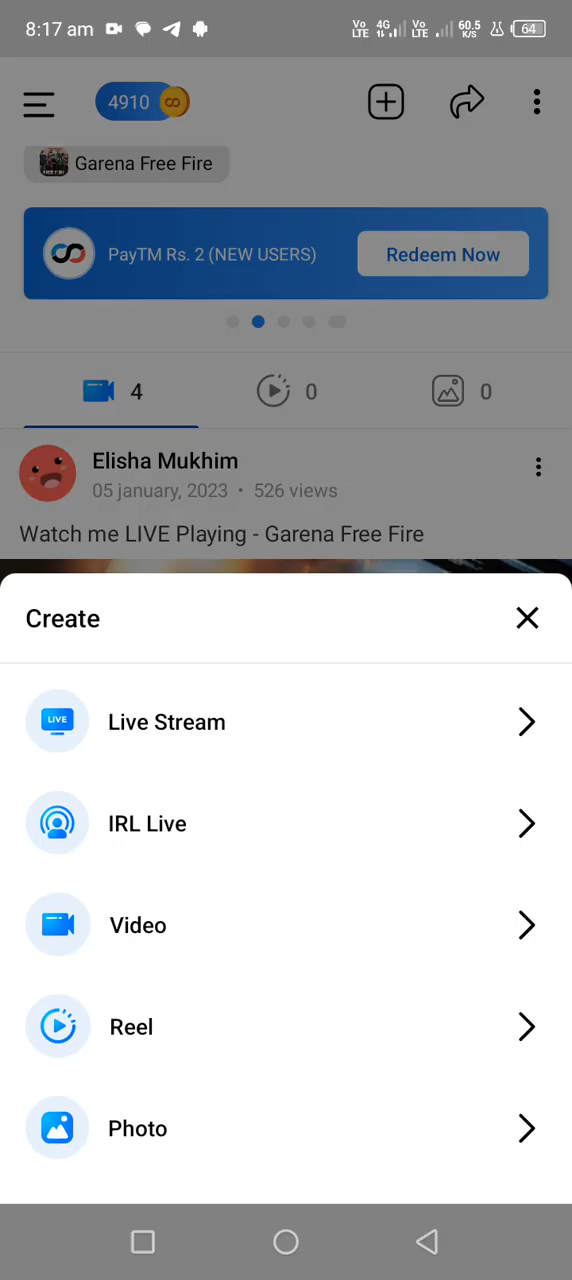 8:17 am Vo LTE 4G Vo LTE 60.5 K/S 64
4910
Garena Free Fire
PayTM Rs. 2 (NEW USERS) Redeem Now
4 0 0
Elisha Mukhim
05 january, 2023 • 526 views
Watch me LIVE Playing - Garena Free Fire
Create
LIVE Live Stream
IRL Live
Video
Reel
Photo